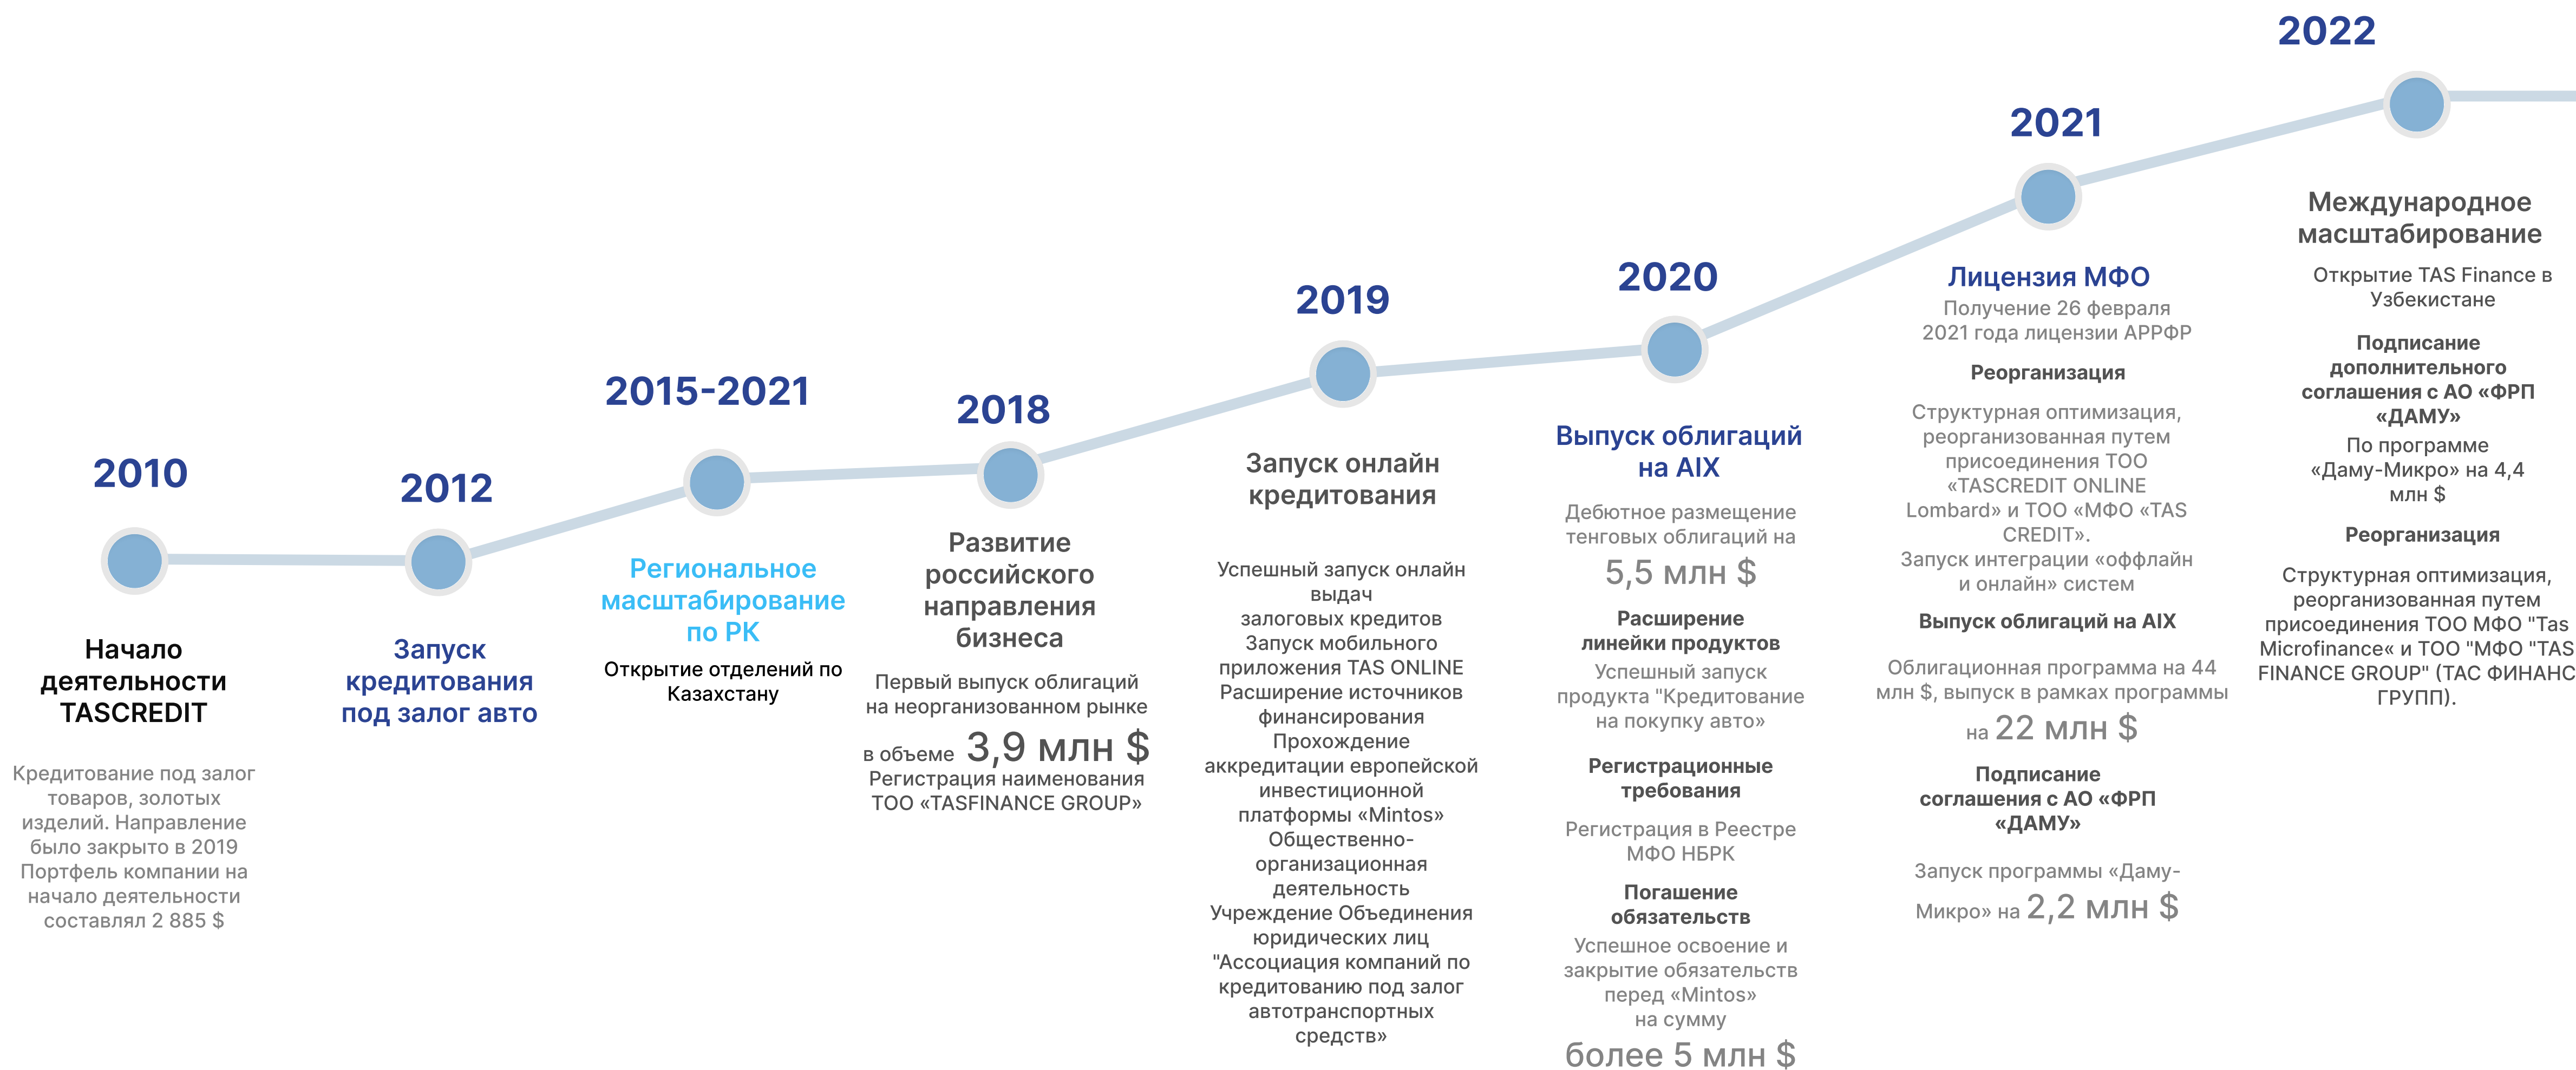 2010
Начало
деятельности
TASCREDIT
Кредитование под залог
товаров, золотых
изделий. Направление
было закрыто в 2019
Портфель компании на
начало деятельности
составлял 2 885 $
2012
Запуск
кредитования
под залог авто
2015-2021
Региональное
масштабирование
по РК
Открытие отделений по
Казахстану
2018
Развитие
российского
направления
бизнеса
Первый выпуск облигаций
на неорганизованном рынке
в объеме 3,9 млн $
Регистрация наименования
ТОО «TASFINANCE GROUP»
2019
Запуск онлайн
кредитования
Успешный запуск онлайн
выдач
залоговых кредитов
Запуск мобильного
приложения TAS ONLINE
Расширение источников
финансирования
Прохождение
аккредитации европейской
инвестиционной
платформы «Mintos»
Общественно-
организационная
деятельность
Учреждение Объединения
юридических лиц
"Ассоциация компаний по
кредитованию под залог
автотранспортных
средств»
2020
Выпуск облигаций
на AIX
Дебютное размещение
тенговых облигаций на
5,5 млн $
Расширение
линейки продуктов
Успешный запуск
продукта "Кредитование
на покупку авто»
Регистрационные
требования
Регистрация в Реестре
МФО НБРК
Погашение
обязательств
Успешное освоение и
закрытие обязательств
перед «Mintos»
на сумму
более 5 млн $
2021
Лицензия МФО
Получение 26 февраля
2021 года лицензии АРРФР
Реорганизация
Структурная оптимизация,
реорганизованная путем
присоединения ТОО
«TASCREDIT ONLINE
Lombard» и ТОО «МФО «TAS
CREDIT».
Запуск интеграции «оффлайн
и онлайн» систем
Выпуск облигаций на AIX
Облигационная программа на 44
млн $, выпуск в рамках программы
на 22 млн $
Подписание
соглашения с АО «ФРП
«ДАМУ»
Запуск программы «Даму-
Микро» на 2,2 млн $
2022
Международное
масштабирование
Открытие TAS Finance в
Узбекистане
Подписание
дополнительного
соглашения с АО «ФРП
«ДАМУ»
По программе
«Даму-Микро» на 4,4
млн $
Реорганизация
Структурная оптимизация,
реорганизованная путем
присоединения ТОО МФО "Tas
Microfinance« и ТОО "МФО "TAS
FINANCE GROUP" (ТАС ФИНАНС
ГРУПП).